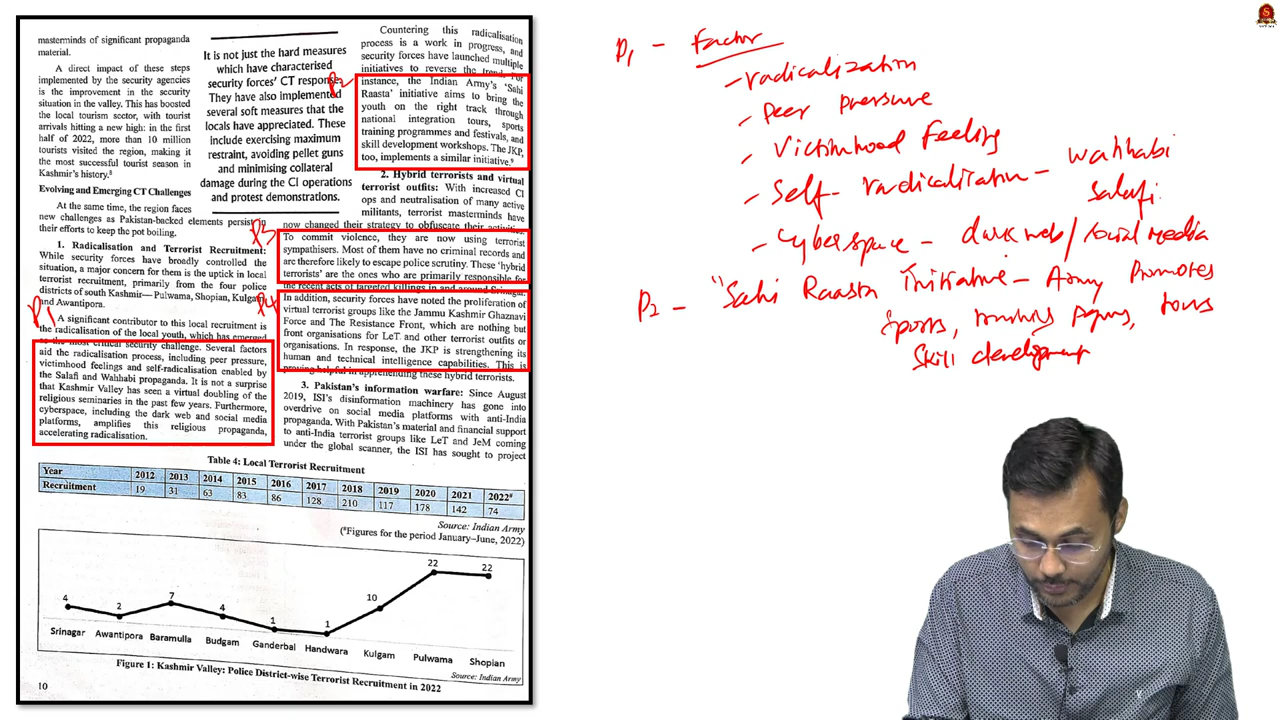 masterminds of significant propaganda
material.
A direct impact of these steps
implemented by the security agencies
is the improvement in the security
situation in the valley. This has boosted
the local tourism sector, with tourist
arrivals hitting a new high: in the first
half of 2022, more than 10 million
tourists visited the region, making it
the most successful tourist season in
Kashmir's history.⁸
Evolving and Emerging CT Challenges
At the same time, the region faces
new challenges as Pakistan-backed elements persist in
their efforts to keep the pot boiling.
1. Radicalisation and Terrorist Recruitment:
While security forces have broadly controlled the
situation, a major concern for them is the uptick in local
terrorist recruitment, primarily from the four police
districts of south Kashmir— Pulwama, Shopian, Kulgam
and Awantipora.
P1
A significant contributor to this local recruitment is
the radicalisation of the local youth, which has emerged
as the most critical security challenge. Several factors
aid the radicalisation process, including peer pressure,
victimhood feelings and self-radicalisation enabled by
the Salafi and Wahhabi propaganda. It is not a surprise
that Kashmir Valley has seen a virtual doubling of the
religious seminaries in the past few years. Furthermore,
cyberspace, including the dark web and social media
platforms, amplifies this religious propaganda,
accelerating radicalisation.
It is not just the hard measures
which have characterised
security forces' CT response.
They have also implemented
several soft measures that the
locals have appreciated. These
include exercising maximum
restraint, avoiding pellet guns
and minimising collateral
damage during the CI operations
and protest demonstrations.
Countering this radicalisation
process is a work in progress, and
security forces have launched multiple
initiatives to reverse the trend. For
P2
instance, the Indian Army's 'Sahi
Raasta' initiative aims to bring the
youth on the right track through
national integration tours, sports
training programmes and festivals, and
skill development workshops. The JKP,
too, implements a similar initiative.⁹
2. Hybrid terrorists and virtual
terrorist outfits: With increased CI
ops and neutralisation of many active
militants, terrorist masterminds have
now changed their strategy to obfuscate their activities.
P3
To commit violence, they are now using terrorist
sympathisers. Most of them have no criminal records and
are therefore likely to escape police scrutiny. These 'hybrid
terrorists' are the ones who are primarily responsible for
the recent acts of targeted killings in and around Srinagar.
P4
In addition, security forces have noted the proliferation of
virtual terrorist groups like the Jammu Kashmir Ghaznavi
Force and The Resistance Front, which are nothing but
front organisations for LeT and other terrorist outfits or
organisations. In response, the JKP is strengthening its
human and technical intelligence capabilities. This is
proving helpful in apprehending these hybrid terrorists.
3. Pakistan's information warfare: Since August
2019, ISI's disinformation machinery has gone into
overdrive on social media platforms with anti-India
propaganda. With Pakistan's material and financial support
to anti-India terrorist groups like LeT and JeM coming
under the global scanner, the ISI has sought to project
Table 4: Local Terrorist Recruitment
Year 2012 2013 2014 2015 2016 2017 2018 2019 2020 2021 2022#
Recruitment 19 31 63 83 86 128 210 117 178 142 74
Source: Indian Army
(#Figures for the period January–June, 2022)
4 2 7 4 1 1 10 22 22
Srinagar Awantipora Baramulla Budgam Ganderbal Handwara Kulgam Pulwama Shopian
Source: Indian Army
Figure 1: Kashmir Valley: Police District-wise Terrorist Recruitment in 2022
10
P1 - Factor
- radicalization
- Peer pressure
- Victimhood Feeling
- Self-radicalization - wahhabi
salafi
- Cyberspace - dark web/social media
P2 - "Sahi Raasta Initiative - Army Promotes
Sports, tours
Skill development